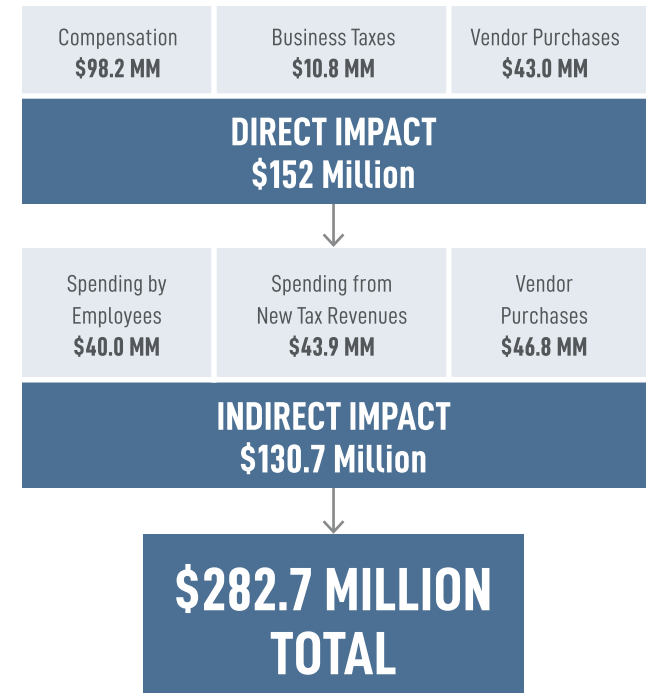 Compensation
$98.2 MM
Business Taxes
$10.8 MM
Vendor Purchases
$43.0 MM
DIRECT IMPACT
$152 Million
Spending by
Employees
$40.0 MM
Spending from
New Tax Revenues
$43.9 MM
Vendor
Purchases
$46.8 MM
INDIRECT IMPACT
$130.7 Million
$282.7 MILLION
TOTAL